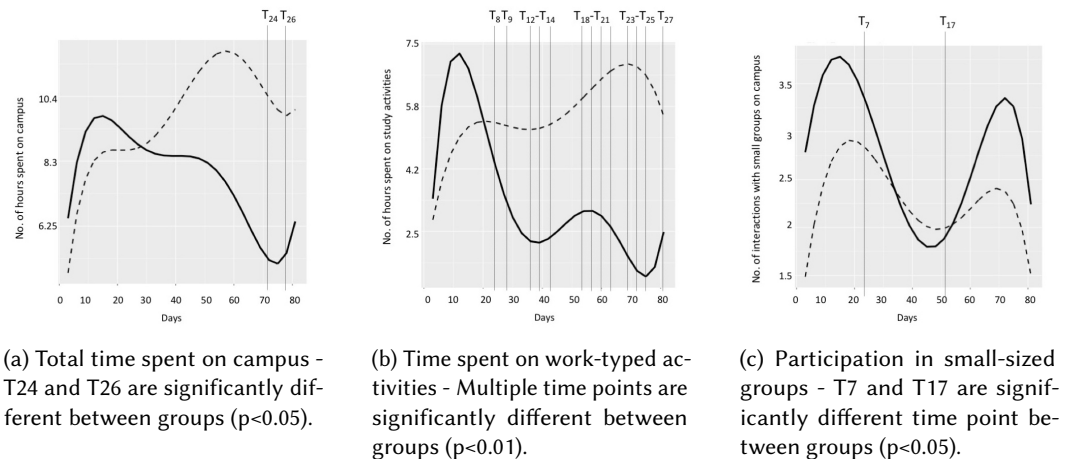 T24 T26
No. of hours spent on campus
10.4
8.3
6.25
0 10 20 30 40 50 60 70 80
Days
(a) Total time spent on campus -
T24 and T26 are significantly dif-
ferent between groups (p<0.05).
T8 T9 T12-T14 T18-T21 T23-T25 T27
No. of hours spent on study activities
7.5
5.8
4.2
2.5
0 10 20 30 40 50 60 70 80
Days
(b) Time spent on work-typed ac-
tivities - Multiple time points are
significantly different between
groups (p<0.01).
T7 T17
No. of interactions with small groups on campus
3.5
3
2.5
2
1.5
0 10 20 30 40 50 60 70 80
Days
(c) Participation in small-sized
groups - T7 and T17 are signif-
icantly different time point be-
tween groups (p<0.05).